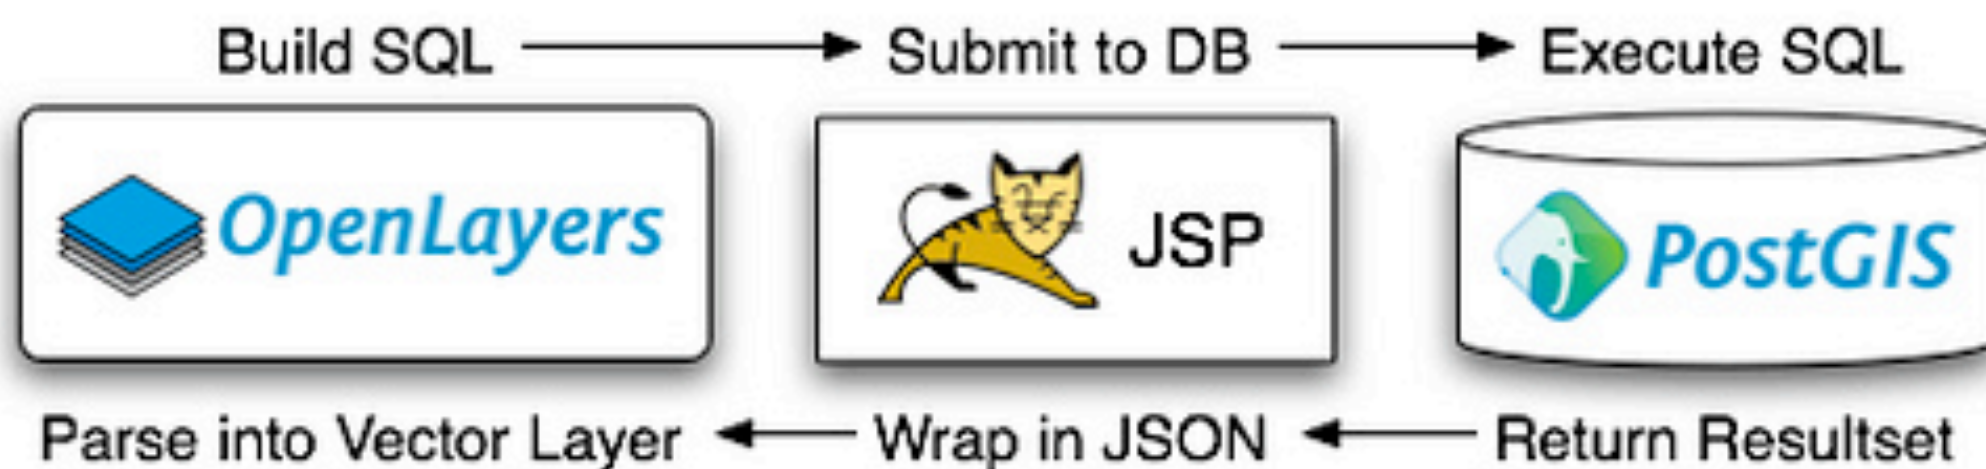 Build SQL Submit to DB Execute SQL
OpenLayers JSP PostGIS
Parse into Vector Layer Wrap in JSON Return Resultset